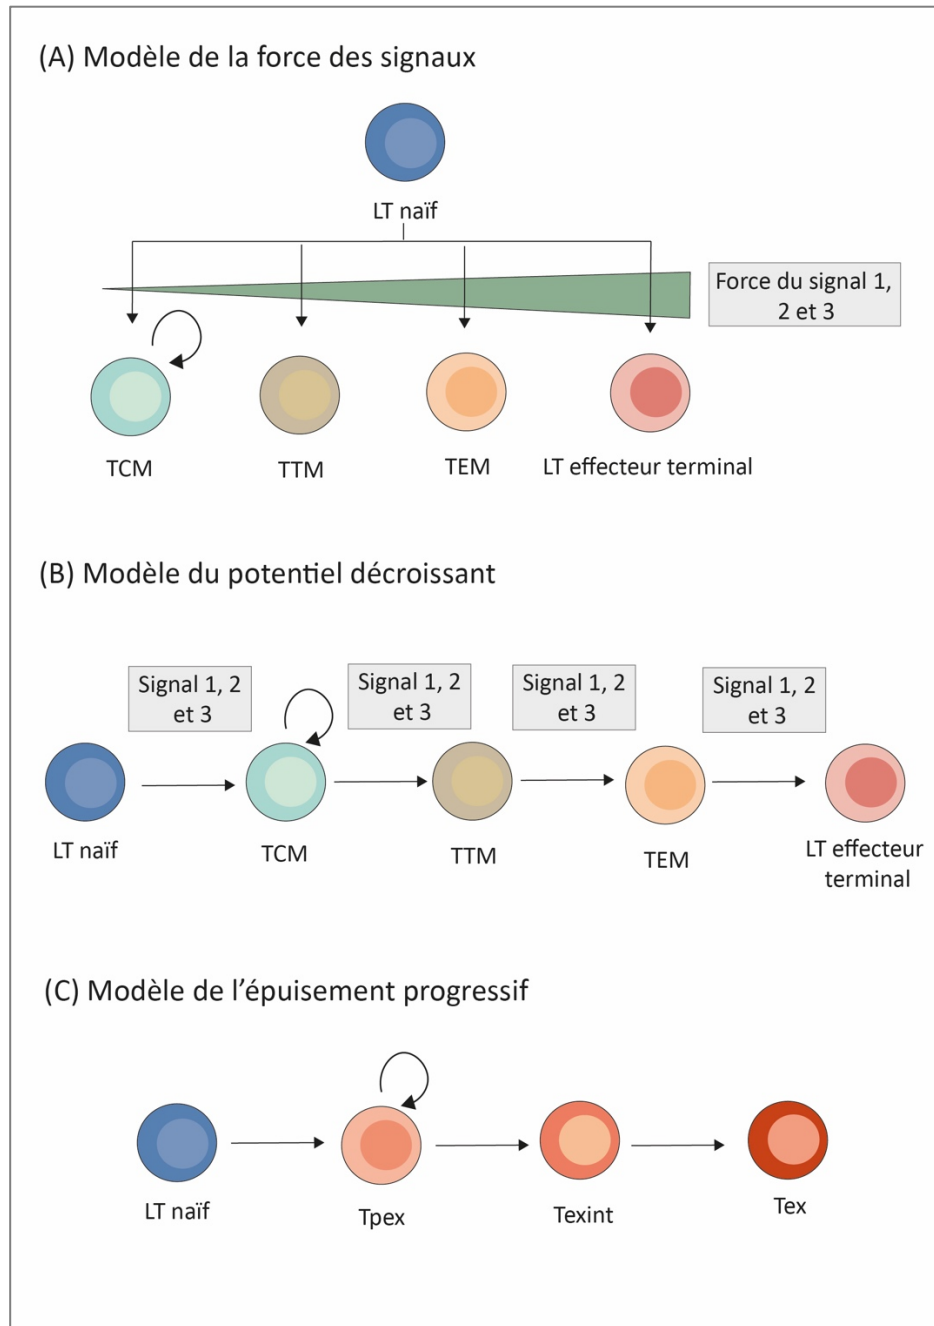 (A) Modèle de la force des signaux
LT naïf
Force du signal 1,
2 et 3
TCM
TTM
TEM
LT effecteur terminal
(B) Modèle du potentiel décroissant
Signal 1, 2
et 3
Signal 1, 2
et 3
Signal 1, 2
et 3
Signal 1, 2
et 3
LT naïf
TCM
TTM
TEM
LT effecteur
terminal
(C) Modèle de l'épuisement progressif
LT naïf
Tpex
Texint
Tex